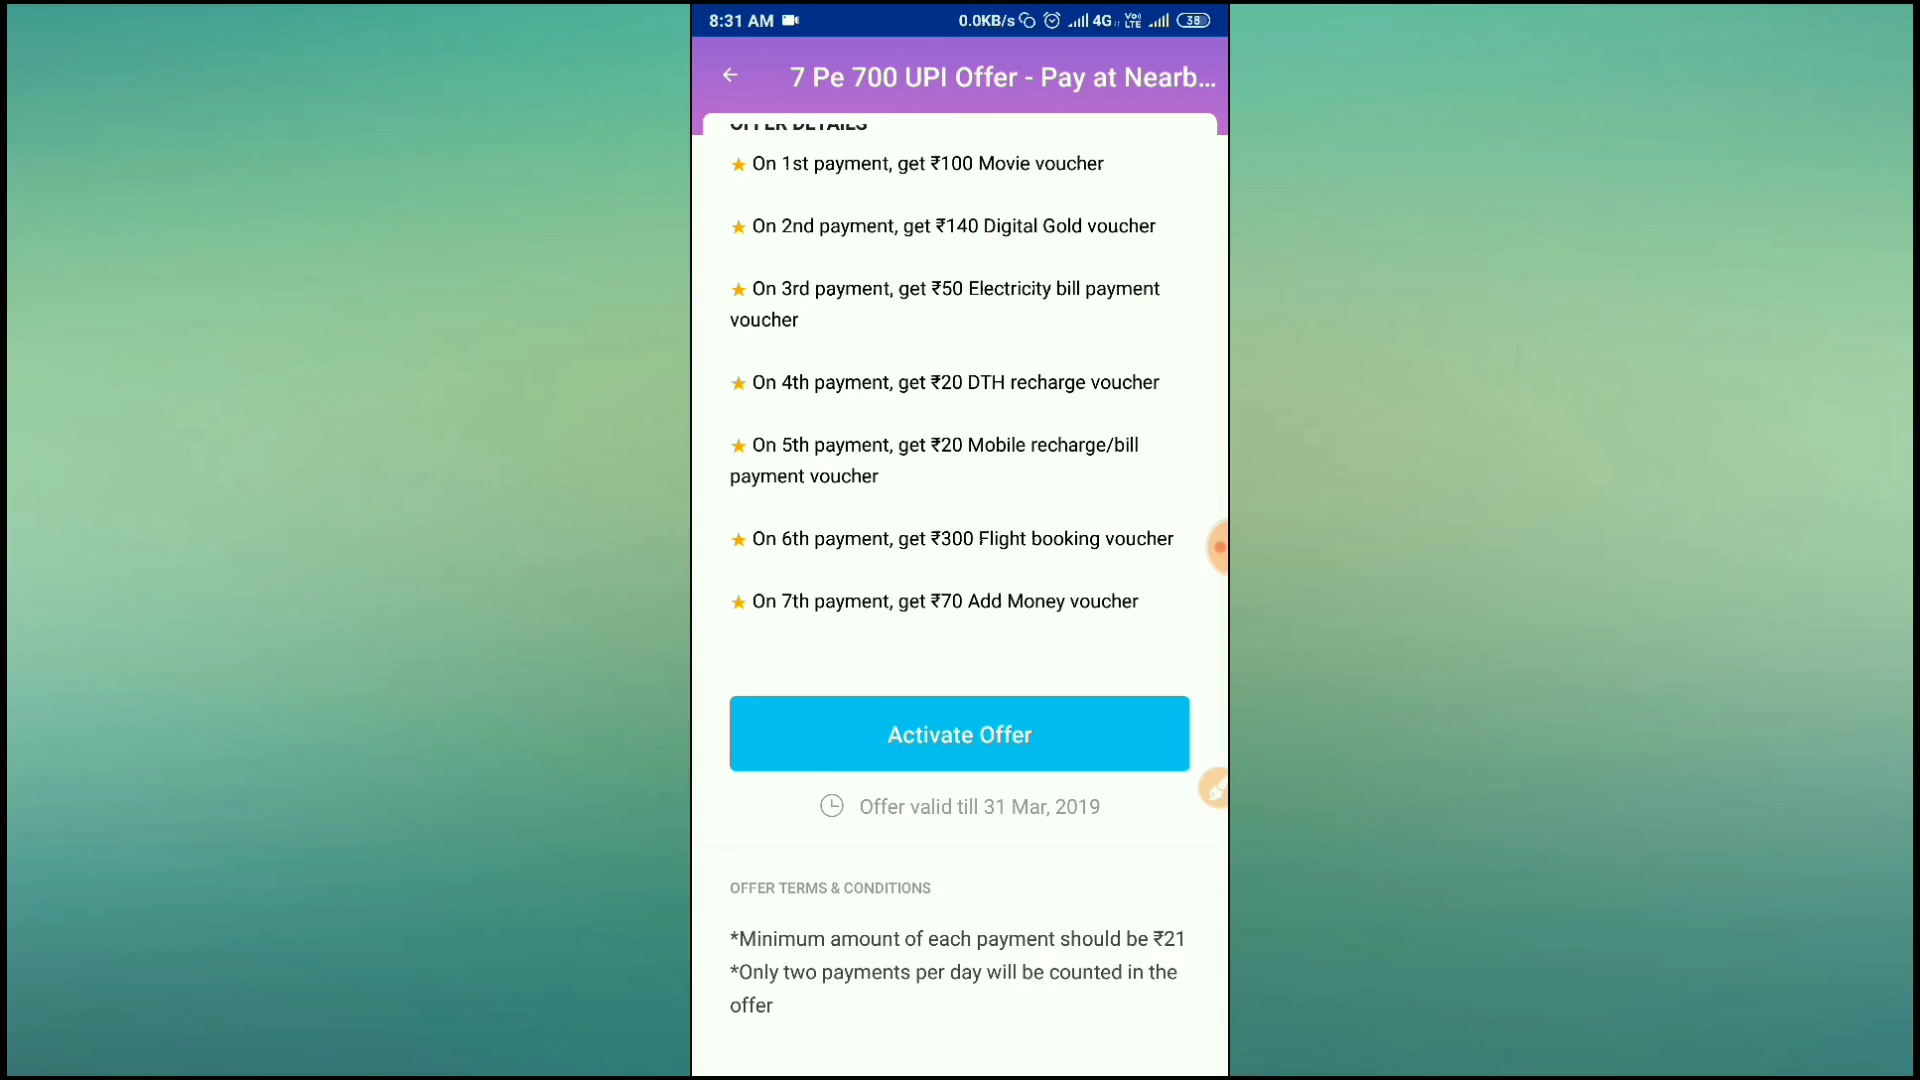 8:31 AM 0.0KB/s 4G Vo) LTE 38
7 Pe 700 UPI Offer - Pay at Nearb...
OFFER DETAILS
★ On 1st payment, get ₹100 Movie voucher
★ On 2nd payment, get ₹140 Digital Gold voucher
★ On 3rd payment, get ₹50 Electricity bill payment
voucher
★ On 4th payment, get ₹20 DTH recharge voucher
★ On 5th payment, get ₹20 Mobile recharge/bill
payment voucher
★ On 6th payment, get ₹300 Flight booking voucher
★ On 7th payment, get ₹70 Add Money voucher
Activate Offer
Offer valid till 31 Mar, 2019
OFFER TERMS & CONDITIONS
*Minimum amount of each payment should be ₹21
*Only two payments per day will be counted in the
offer